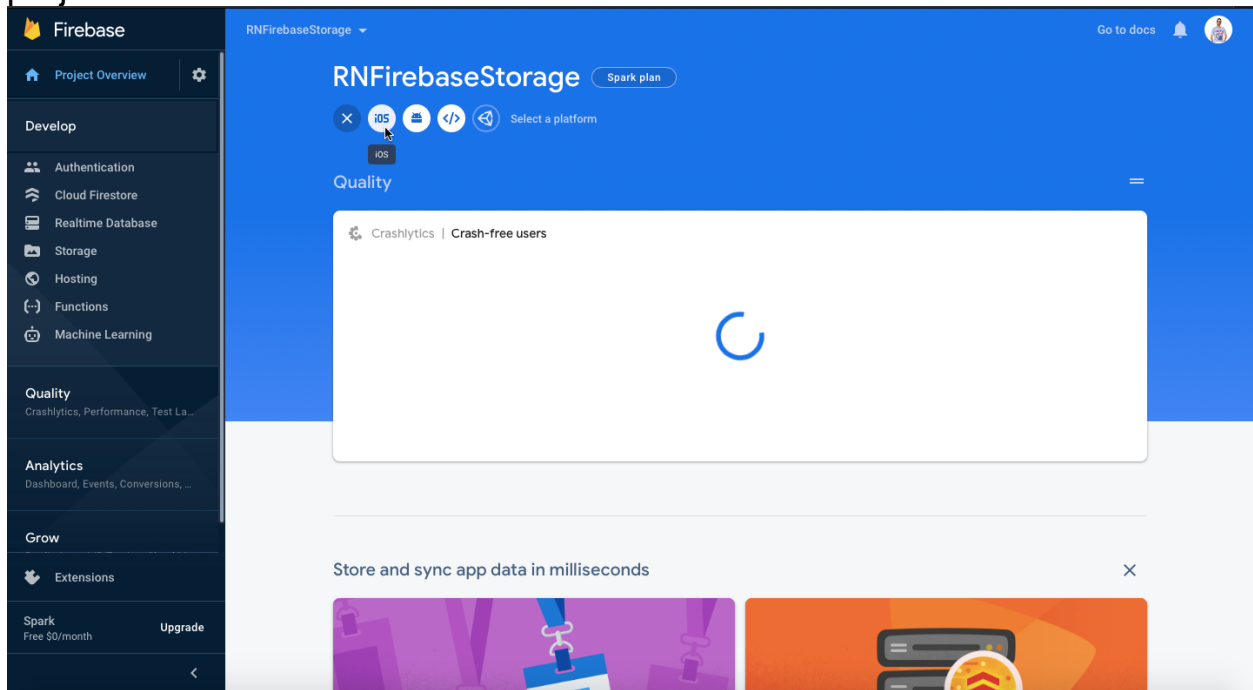 Firebase
RNFirebaseStorage
Go to docs
Project Overview
RNFirebaseStorage
Spark plan
Develop
iOS
</>
Select a platform
iOS
Authentication
Quality
Cloud Firestore
Realtime Database
Crashlytics | Crash-free users
Storage
Hosting
Functions
Machine Learning
Quality
Crashlytics, Performance, Test La...
Analytics
Dashboard, Events, Conversions, ...
Grow
Extensions
Store and sync app data in milliseconds
Spark
Free $0/month
Upgrade